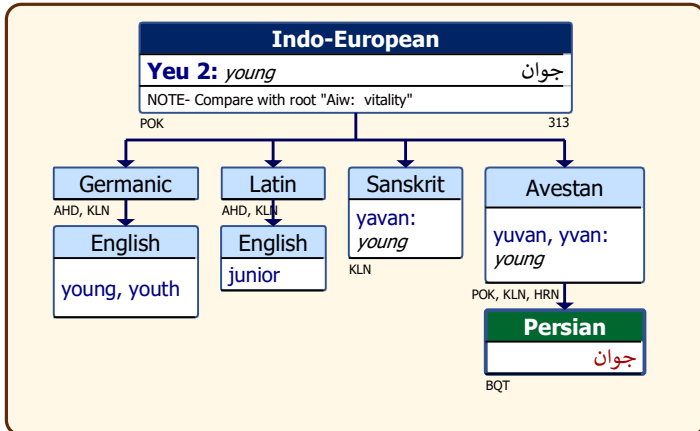 Indo-European
Yeu 2: young جوان
NOTE- Compare with root "Aiw: vitality"
POK 313
Germanic
AHD, KLN
English
young, youth
Latin
AHD, KLN
English
junior
Sanskrit
yavan:
young
KLN
Avestan
yuvan, yvan:
young
POK, KLN, HRN
Persian
جوان
BQT